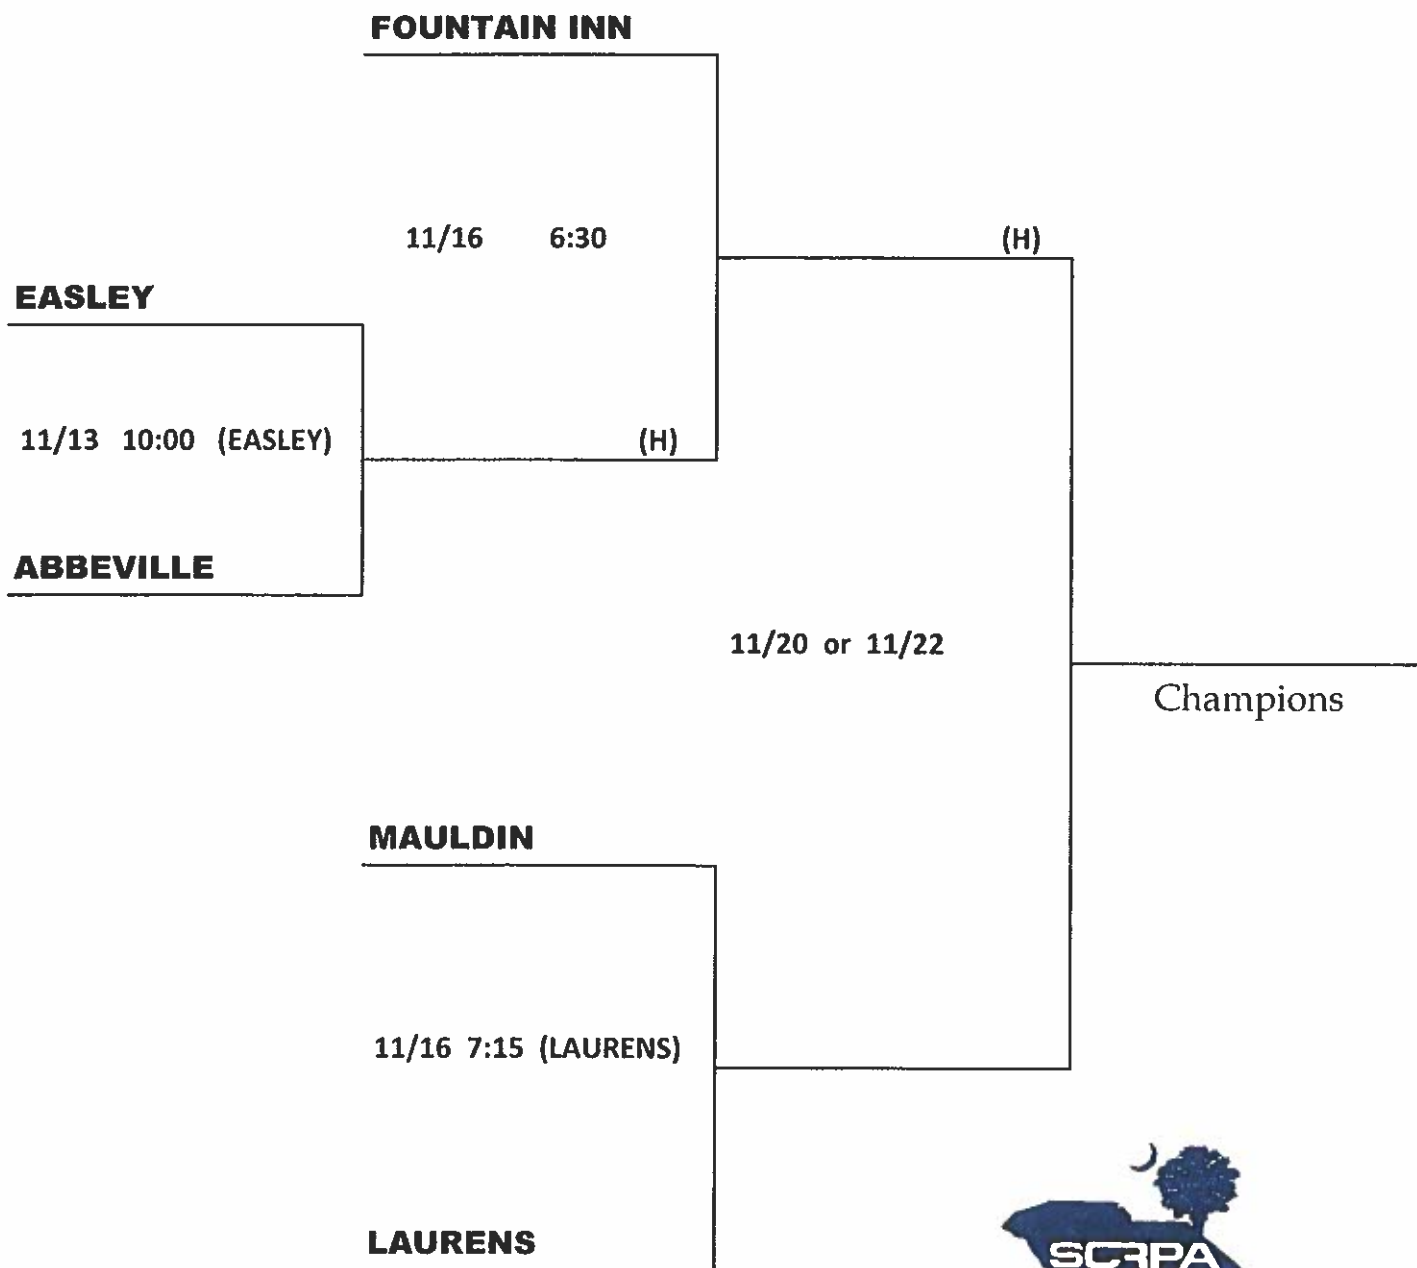 FOUNTAIN INN
11/16 6:30
(H)
EASLEY
11/13 10:00 (EASLEY)
(H)
ABBEVILLE
11/20 or 11/22
Champions
MAULDIN
11/16 7:15 (LAURENS)
LAURENS
SCRPA